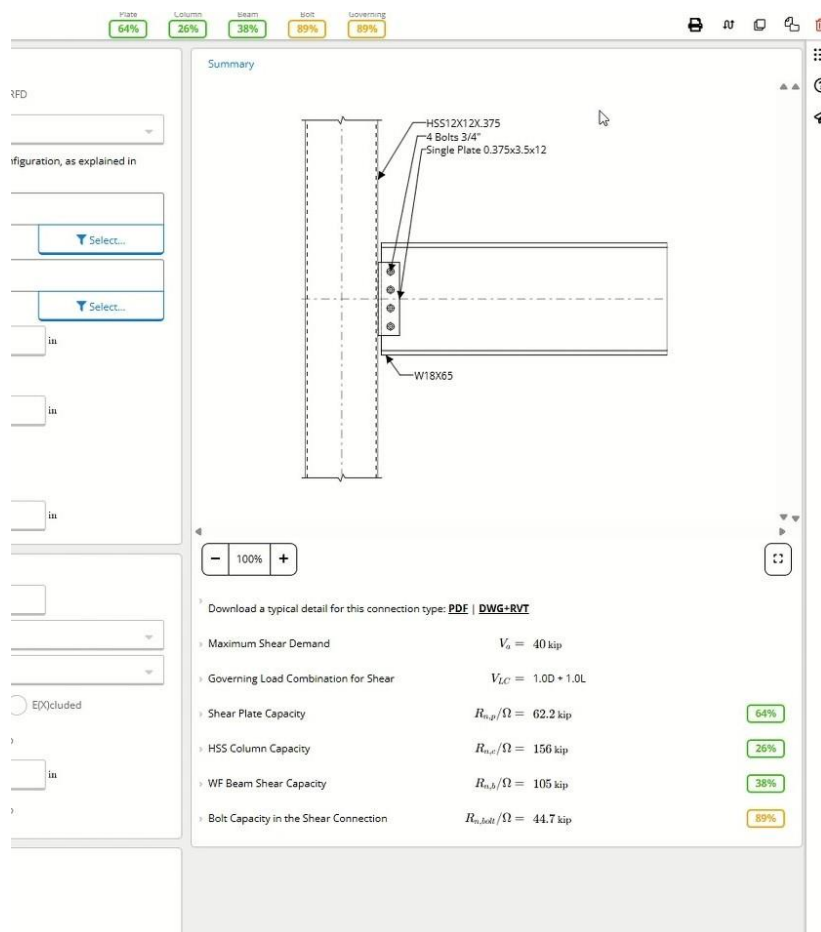 Plate Column Beam Bolt Governing
64% 26% 38% 89% 89%
Summary
RFD
HSS12X12X.375
4 Bolts 3/4"
Single Plate 0.375x3.5x12
nfiguration, as explained in
Select...
Select...
in
W18X65
in
in
− 100% +
Download a typical detail for this connection type: PDF | DWG+RVT
Maximum Shear Demand Va = 40 kip
Governing Load Combination for Shear VLC = 1.0D + 1.0L
E(X)cluded
Shear Plate Capacity Rn,p/Ω = 62.2 kip 64%
HSS Column Capacity Rn,c/Ω = 156 kip 26%
in
WF Beam Shear Capacity Rn,b/Ω = 105 kip 38%
Bolt Capacity in the Shear Connection Rn,bolt/Ω = 44.7 kip 89%